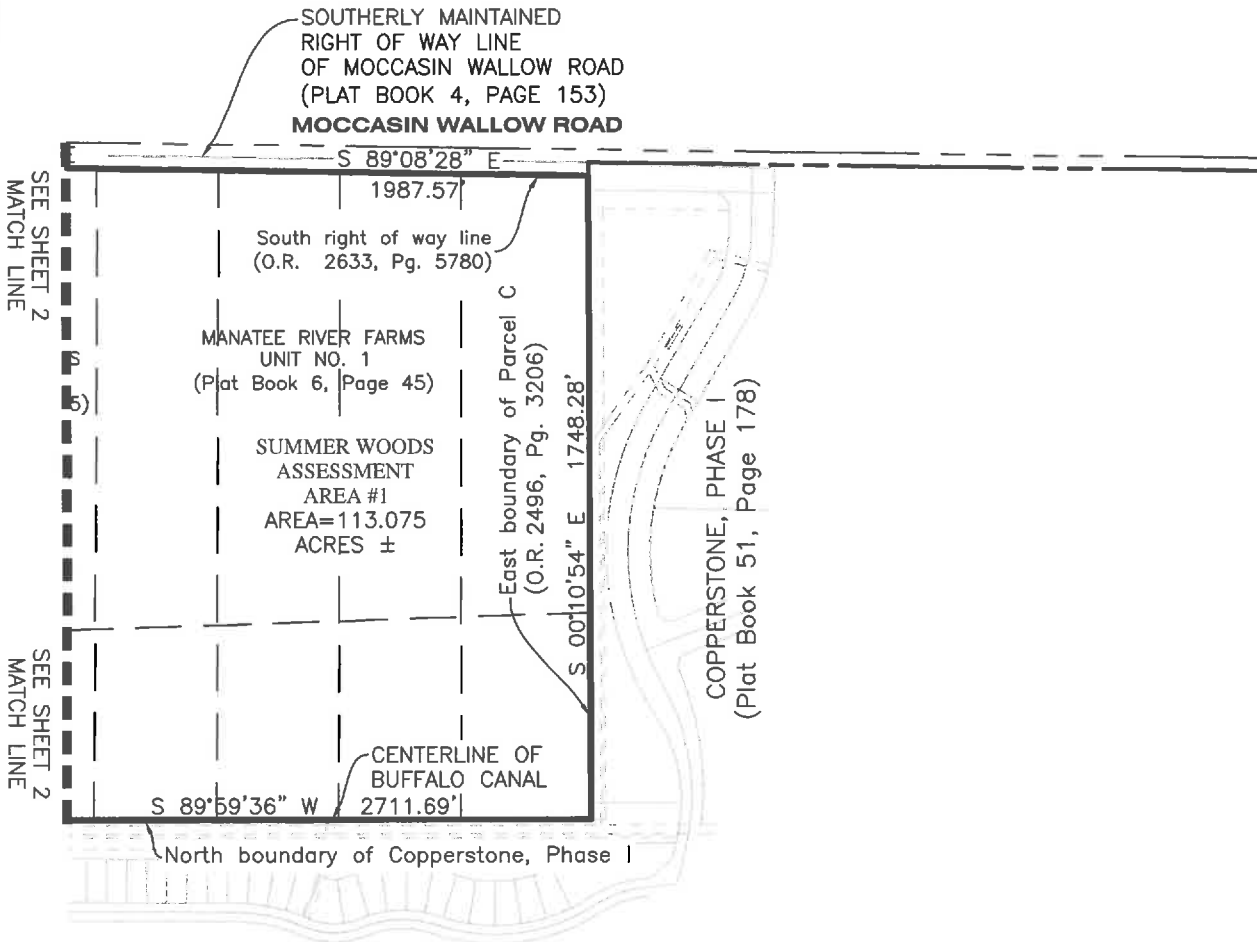 SOUTHERLY MAINTAINED
RIGHT OF WAY LINE
OF MOCCASIN WALLOW ROAD
(PLAT BOOK 4, PAGE 153)
MOCCASIN WALLOW ROAD
S 89°08'28" E
1987.57'
SEE SHEET 2
MATCH LINE
South right of way line
(O.R. 2633, Pg. 5780)
S
5)
MANATEE RIVER FARMS
UNIT NO. 1
(Plat Book 6, Page 45)
SUMMER WOODS
ASSESSMENT
AREA #1
AREA=113.075
ACRES ±
East boundary of Parcel C
(O.R. 2496, Pg. 3206)
S 00°10'54" E 1748.28'
COPPERSTONE, PHASE I
(Plat Book 51, Page 178)
SEE SHEET 2
MATCH LINE
CENTERLINE OF
BUFFALO CANAL
S 89°59'36" W 2711.69'
North boundary of Copperstone, Phase I